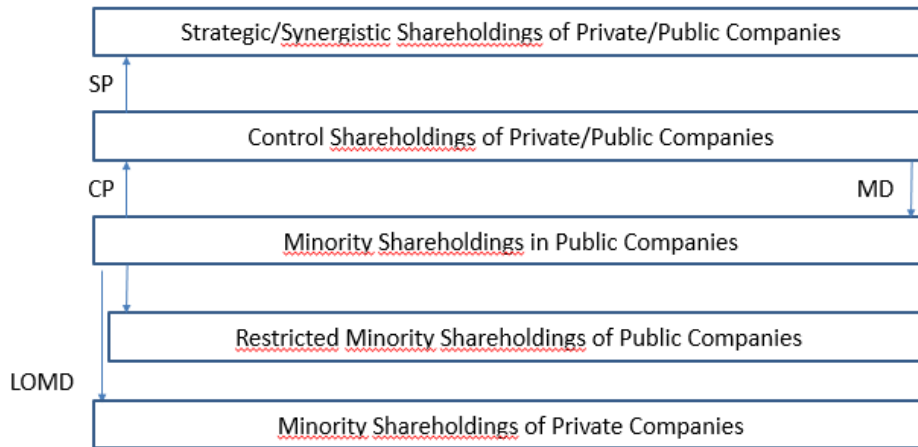 Strategic/Synergistic Shareholdings of Private/Public Companies
SP
Control Shareholdings of Private/Public Companies
CP
MD
Minority Shareholdings in Public Companies
Restricted Minority Shareholdings of Public Companies
LOMD
Minority Shareholdings of Private Companies